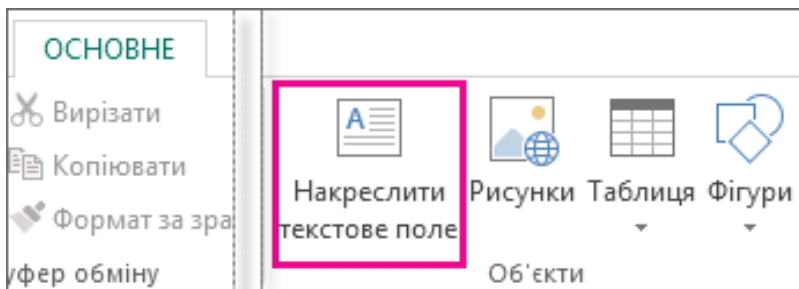 ОСНОВНЕ
Вирізати
Копіювати
Формат за зра
уфер обміну
Накреслити
текстове поле
Рисунки
Таблиця
Фігури
Об'єкти